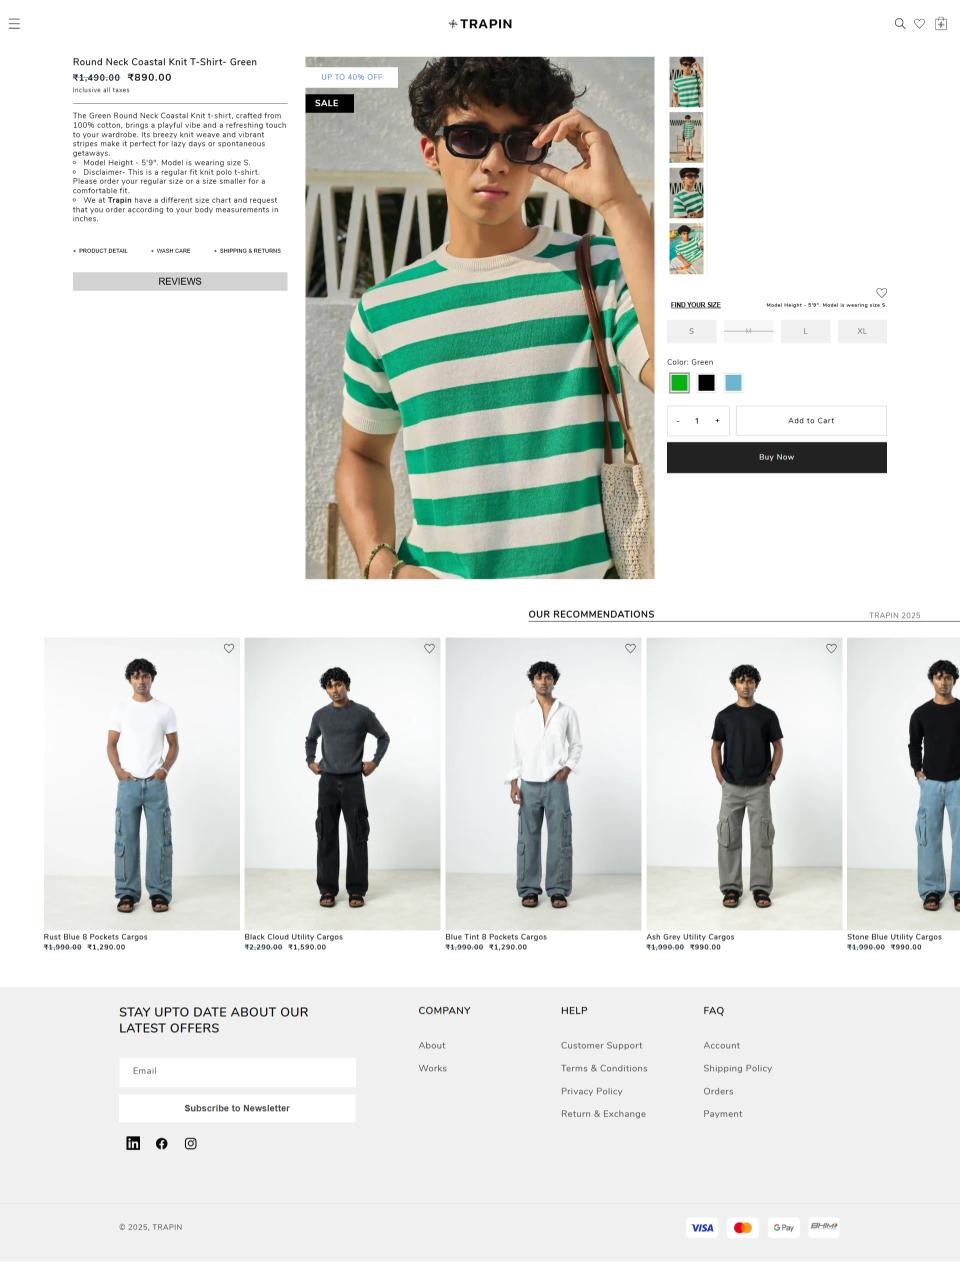 TRAPIN
Round Neck Coastal Knit T-Shirt- Green
₹1,490.00 ₹890.00
Inclusive all taxes
The Green Round Neck Coastal Knit t-shirt, crafted from
100% cotton, brings a playful vibe and a refreshing touch
to your wardrobe. Its breezy knit weave and vibrant
stripes make it perfect for lazy days or spontaneous
getaways.
Model Height - 5'9". Model is wearing size S.
Disclaimer- This is a regular fit knit polo t-shirt.
Please order your regular size or a size smaller for a
comfortable fit.
We at Trapin have a different size chart and request
that you order according to your body measurements in
inches.
+ PRODUCT DETAIL + WASH CARE + SHIPPING & RETURNS
REVIEWS
UP TO 40% OFF
SALE
FIND YOUR SIZE Model Height - 5'9". Model is wearing size S.
S M L XL
Color: Green
- 1 + Add to Cart
Buy Now
OUR RECOMMENDATIONS TRAPIN 2025
Rust Blue 8 Pockets Cargos
₹1,990.00 ₹1,290.00
Black Cloud Utility Cargos
₹2,290.00 ₹1,590.00
Blue Tint 8 Pockets Cargos
₹1,990.00 ₹1,290.00
Ash Grey Utility Cargos
₹1,990.00 ₹990.00
Stone Blue Utility Cargos
₹1,990.00 ₹990.00
STAY UPTO DATE ABOUT OUR
LATEST OFFERS
Email
Subscribe to Newsletter
COMPANY
About
Works
HELP
Customer Support
Terms & Conditions
Privacy Policy
Return & Exchange
FAQ
Account
Shipping Policy
Orders
Payment
© 2025, TRAPIN
VISA G Pay BHIM